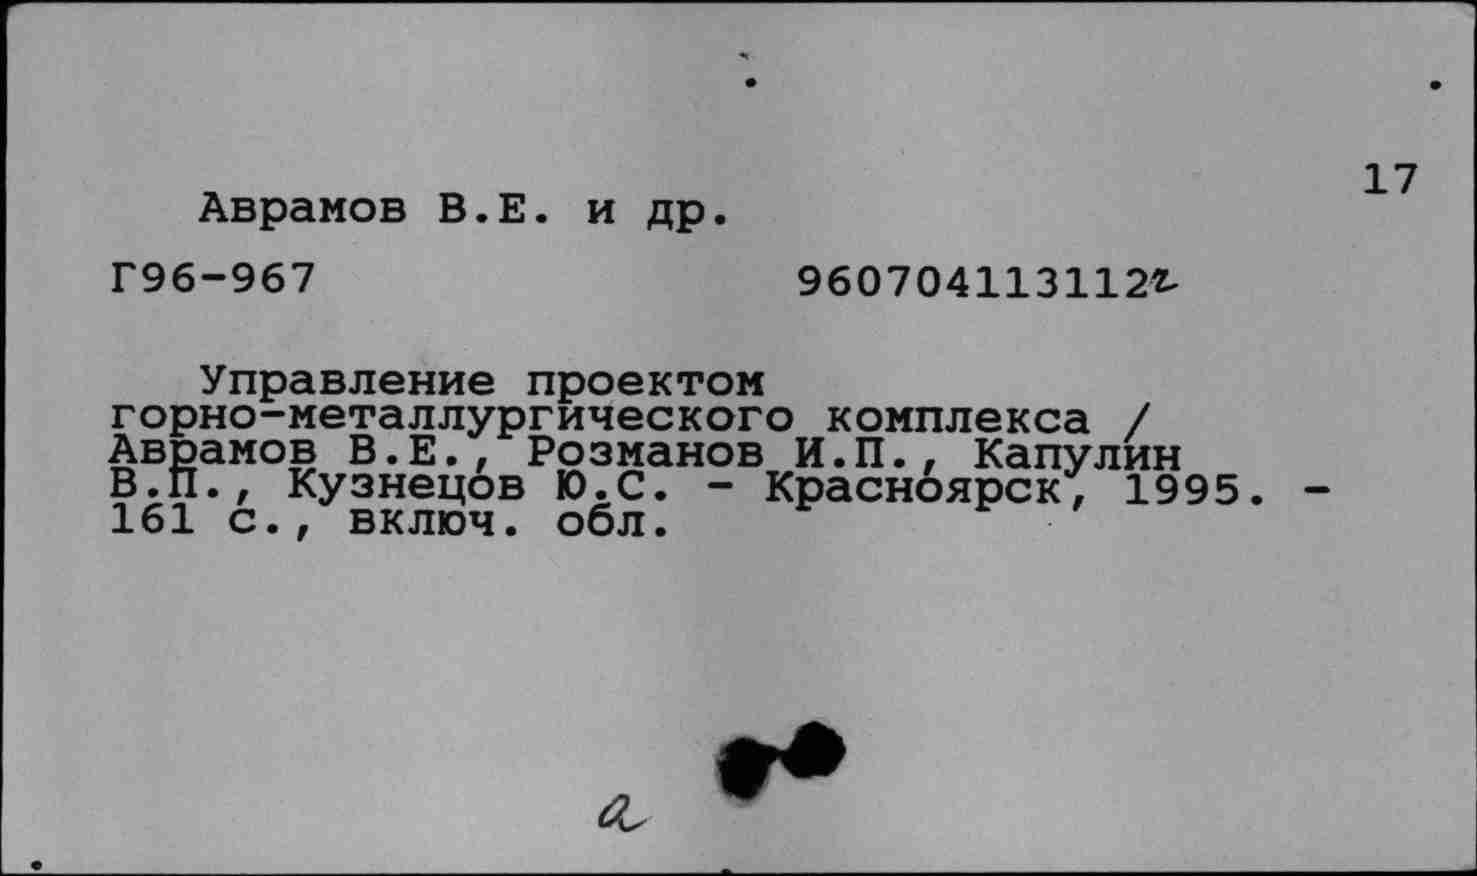 17
Аврамов В.Е. и др.
Г96-967 960704113112г
Управление проектом
горно-металлургического комплекса /
Аврамов В.Е., Розманов И.П., Капулин
В.П., Кузнецов Ю.С. - Красноярск, 1995. -
161 с., включ. обл.
а